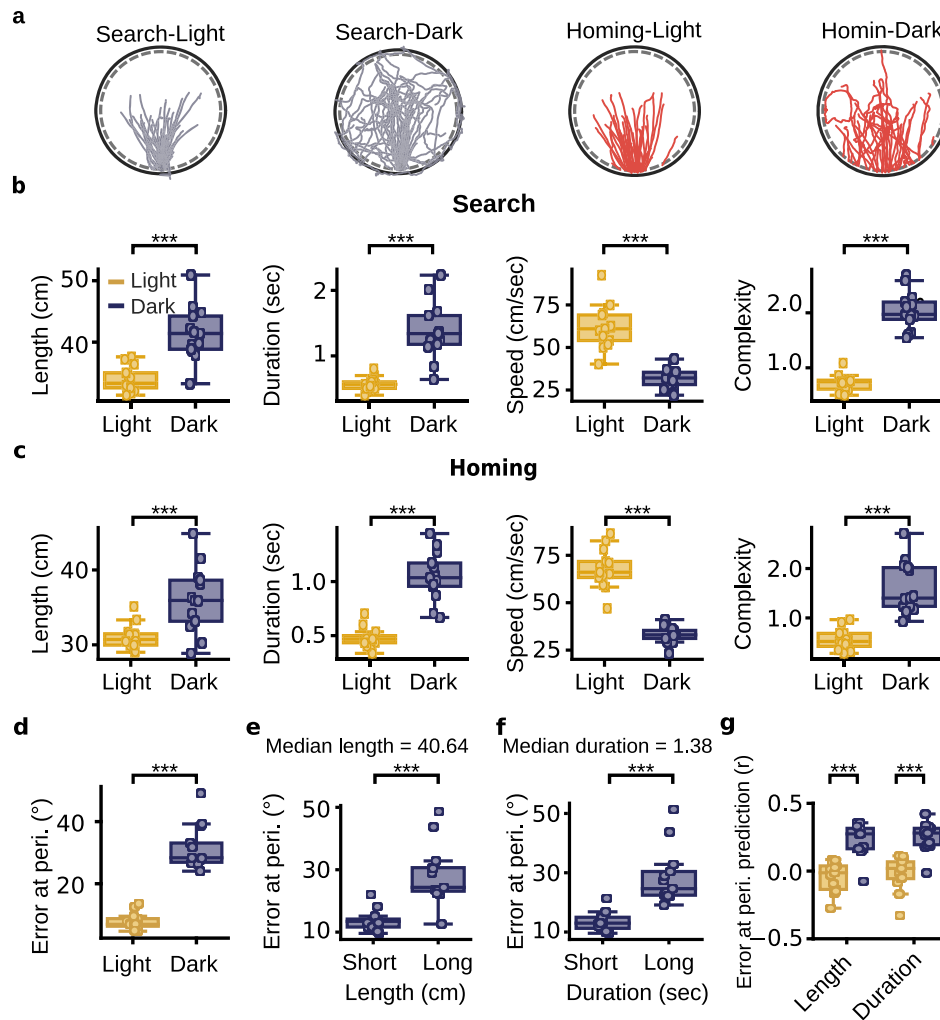 a
Search-Light Search-Dark Homing-Light Homin-Dark
b
Search
*** *** *** ***
Length (cm) 50 40 Light Dark Light Dark
Duration (sec) 2 1 Light Dark
Speed (cm/sec) 75 50 25 Light Dark
Complexity 2.0 1.0 Light Dark
c
Homing
*** *** *** ***
Length (cm) 40 30 Light Dark
Duration (sec) 1.0 0.5 Light Dark
Speed (cm/sec) 75 50 25 Light Dark
Complexity 2.0 1.0 Light Dark
d
***
Error at peri. (°) 40 20 Light Dark
e
Median length = 40.64
***
Error at peri. (°) 50 30 10 Short Long
Length (cm)
f
Median duration = 1.38
***
Error at peri. (°) 50 30 10 Short Long
Duration (sec)
g
*** ***
Error at peri. prediction (r) 0.5 0.0 −0.5
Length Duration